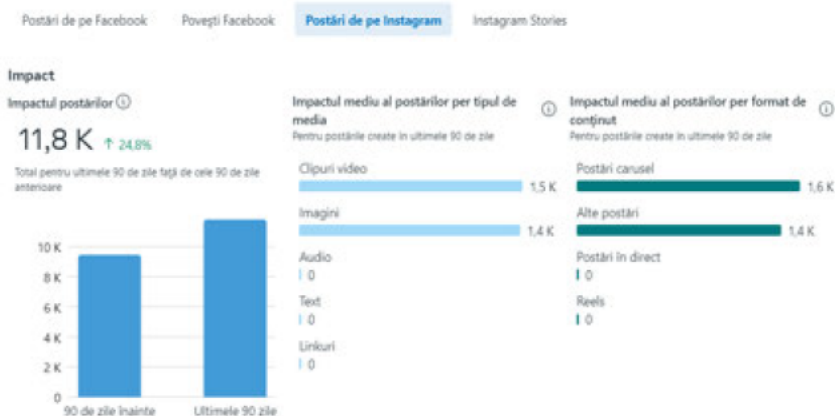 Postări de pe Facebook
Povești Facebook
Postări de pe Instagram
Instagram Stories
Impact
Impactul postărilor
11,8 K ↑ 24,8%
Total pentru ultimele 90 de zile față de cele 90 de zile
anterioare
10 K
8 K
6 K
4 K
2 K
0
90 de zile înainte
Ultimele 90 zile
Impactul mediu al postărilor per tipul de
media
Pentru postările create în ultimele 90 de zile
Clipuri video
1,5 K
Imagini
1,4 K
Audio
0
Text
0
Linkuri
0
Impactul mediu al postărilor per format de
conținut
Pentru postările create în ultimele 90 de zile
Postări carusel
1,6 K
Alte postări
1,4 K
Postări în direct
0
Reels
0